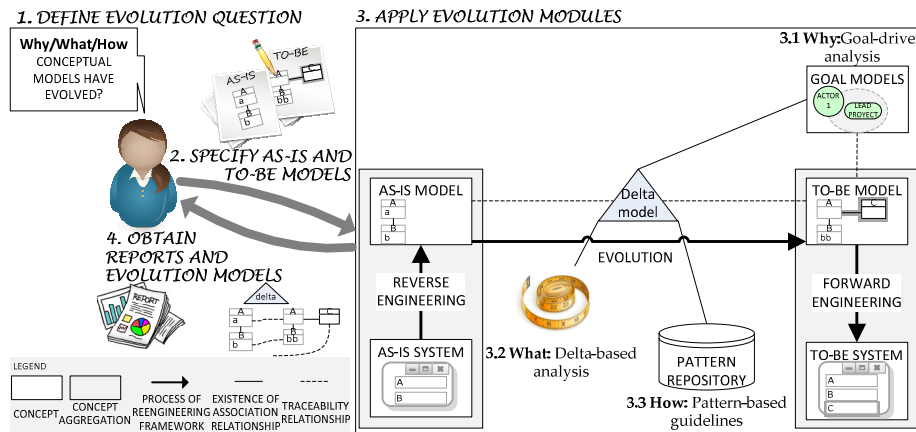 1. DEFINE EVOLUTION QUESTION
Why/What/How
CONCEPTUAL
MODELS HAVE
EVOLVED?
AS-IS
A
a
B
b
TO-BE
A
C
B
bb
2. SPECIFY AS-IS AND
TO-BE MODELS
4. OBTAIN
REPORTS AND
EVOLUTION MODELS
REPORT
delta
A
a
B
b
A
B
bb
C
LEGEND
CONCEPT
CONCEPT
AGGREGATION
PROCESS OF
REENGINEERING
FRAMEWORK
EXISTENCE OF
ASSOCIATION
RELATIONSHIP
TRACEABILITY
RELATIONSHIP
3. APPLY EVOLUTION MODULES
3.1 Why:Goal-driven
analysis
GOAL MODELS
ACTOR
1
LEAD
PROYECT
AS-IS MODEL
A
a
B
b
Delta
model
TO-BE MODEL
A
C
B
bb
EVOLUTION
REVERSE
ENGINEERING
FORWARD
ENGINEERING
3.2 What: Delta-based
analysis
PATTERN
REPOSITORY
3.3 How: Pattern-based
guidelines
AS-IS SYSTEM
A
B
TO-BE SYSTEM
A
B
C